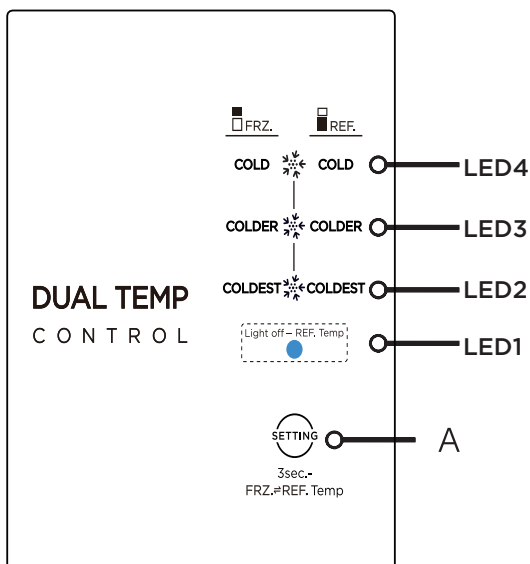 FRZ. REF.
COLD COLD LED4
COLDER COLDER LED3
COLDEST COLDEST LED2
DUAL TEMP
CONTROL
Light off – REF. Temp
LED1
SETTING A
3sec.-
FRZ.⇌REF. Temp